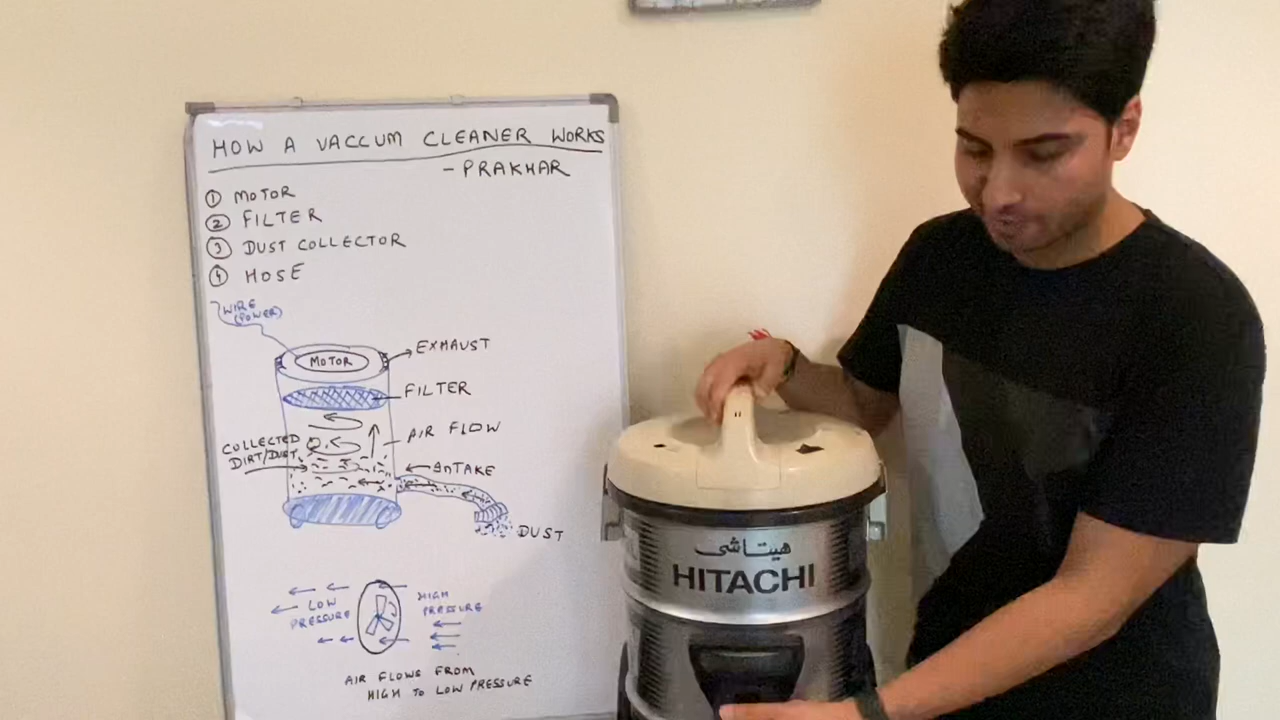 HOW A VACCUM CLEANER WORKS
- PRAKHAR
① MOTOR
② FILTER
③ DUST COLLECTOR
④ HOSE
WIRE
(POWER)
MOTOR
EXHAUST
FILTER
AIR FLOW
COLLECTED
DIRT/DUST
INTAKE
DUST
LOW
PRESSURE
HIGH
PRESSURE
AIR FLOWS FROM
HIGH TO LOW PRESSURE
هيتاشى
HITACHI